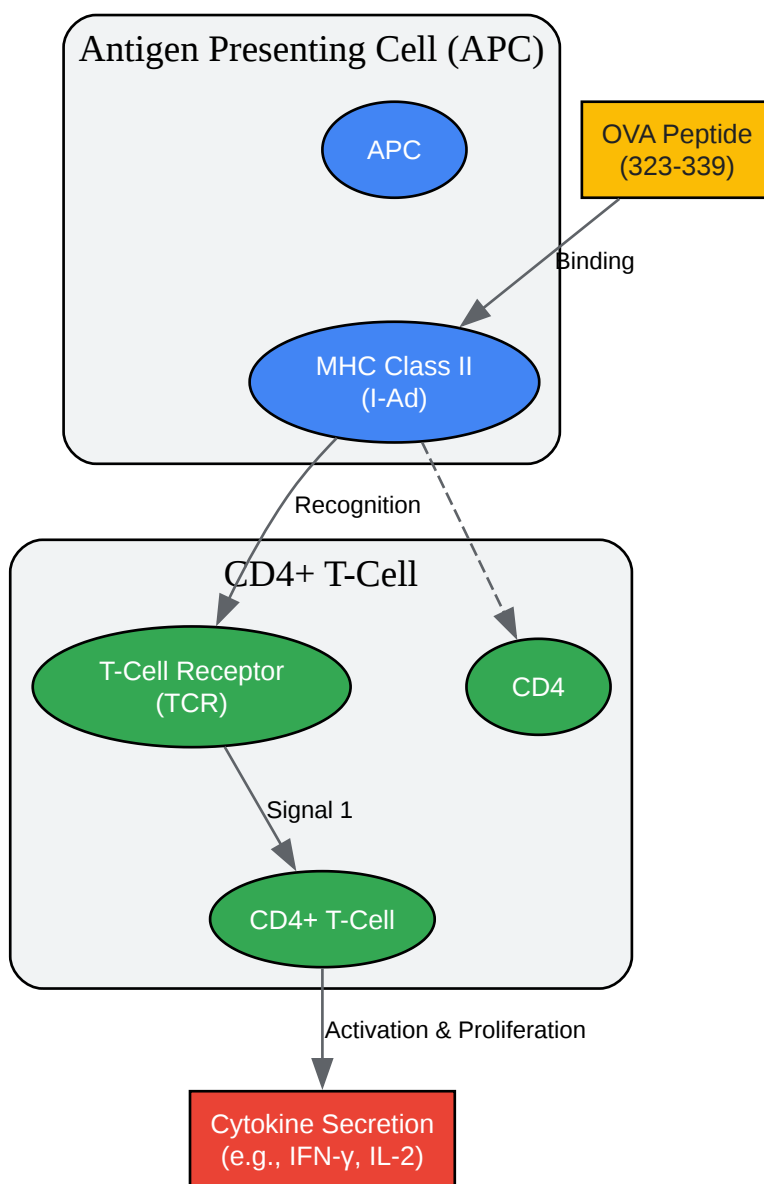 Antigen Presenting Cell (APC)
APC
OVA Peptide
(323-339)
Binding
MHC Class II
(I-Ad)
Recognition
CD4+ T-Cell
T-Cell Receptor
(TCR)
CD4
Signal 1
CD4+ T-Cell
Activation & Proliferation
Cytokine Secretion
(e.g., IFN-γ, IL-2)